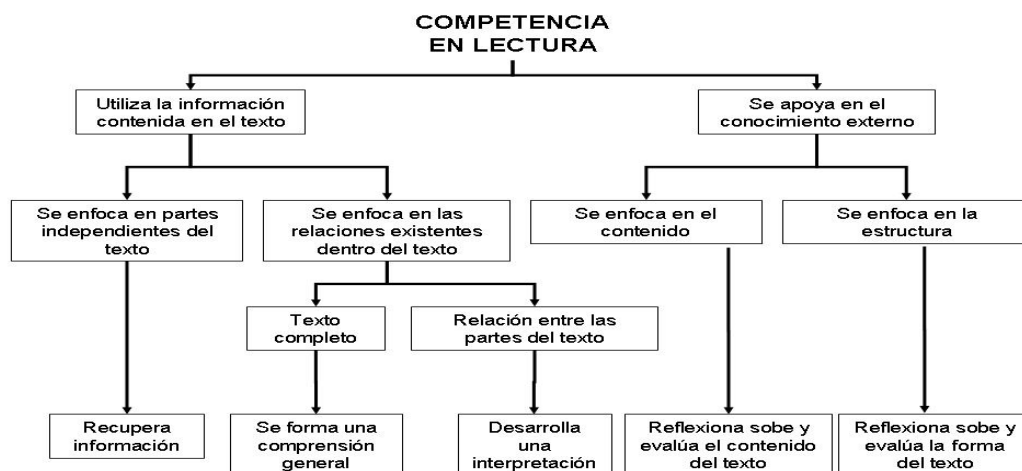 COMPETENCIA
EN LECTURA
Utiliza la información
contenida en el texto
Se apoya en el
conocimiento externo
Se enfoca en partes
independientes del
texto
Se enfoca en las
relaciones existentes
dentro del texto
Se enfoca en el
contenido
Se enfoca en la
estructura
Texto
completo
Relación entre las
partes del texto
Recupera
información
Se forma una
comprensión
general
Desarrolla
una
interpretación
Reflexiona sobe y
evalúa el contenido
del texto
Reflexiona sobe y
evalúa la forma
del texto